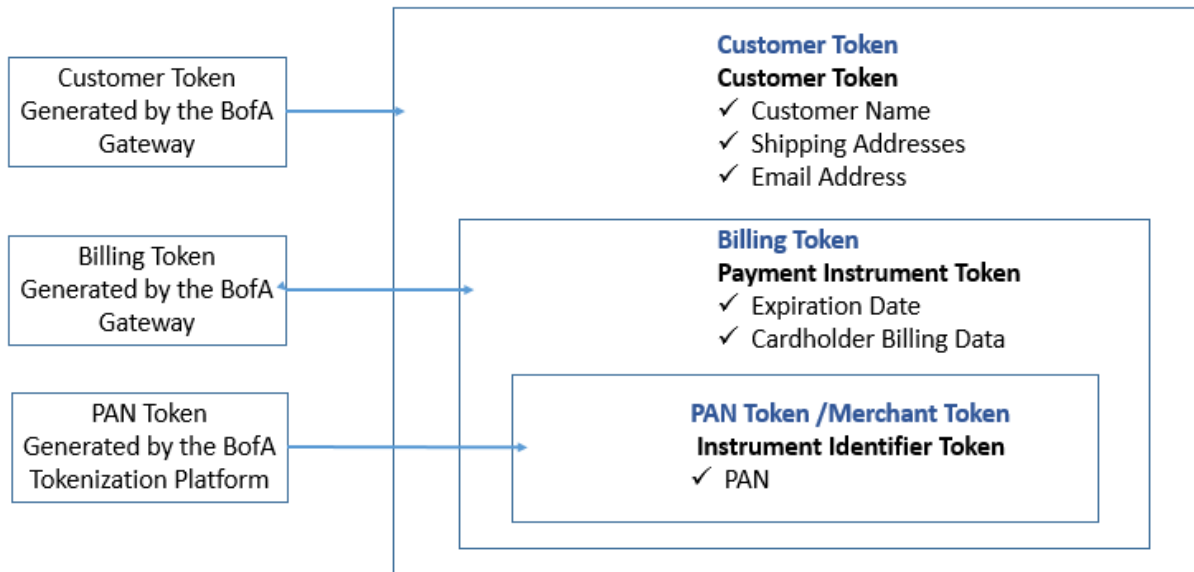 Customer Token
Generated by the BofA
Gateway
Customer Token
Customer Token
✓ Customer Name
✓ Shipping Addresses
✓ Email Address
Billing Token
Generated by the BofA
Gateway
Billing Token
Payment Instrument Token
✓ Expiration Date
✓ Cardholder Billing Data
PAN Token
Generated by the BofA
Tokenization Platform
PAN Token /Merchant Token
Instrument Identifier Token
✓ PAN